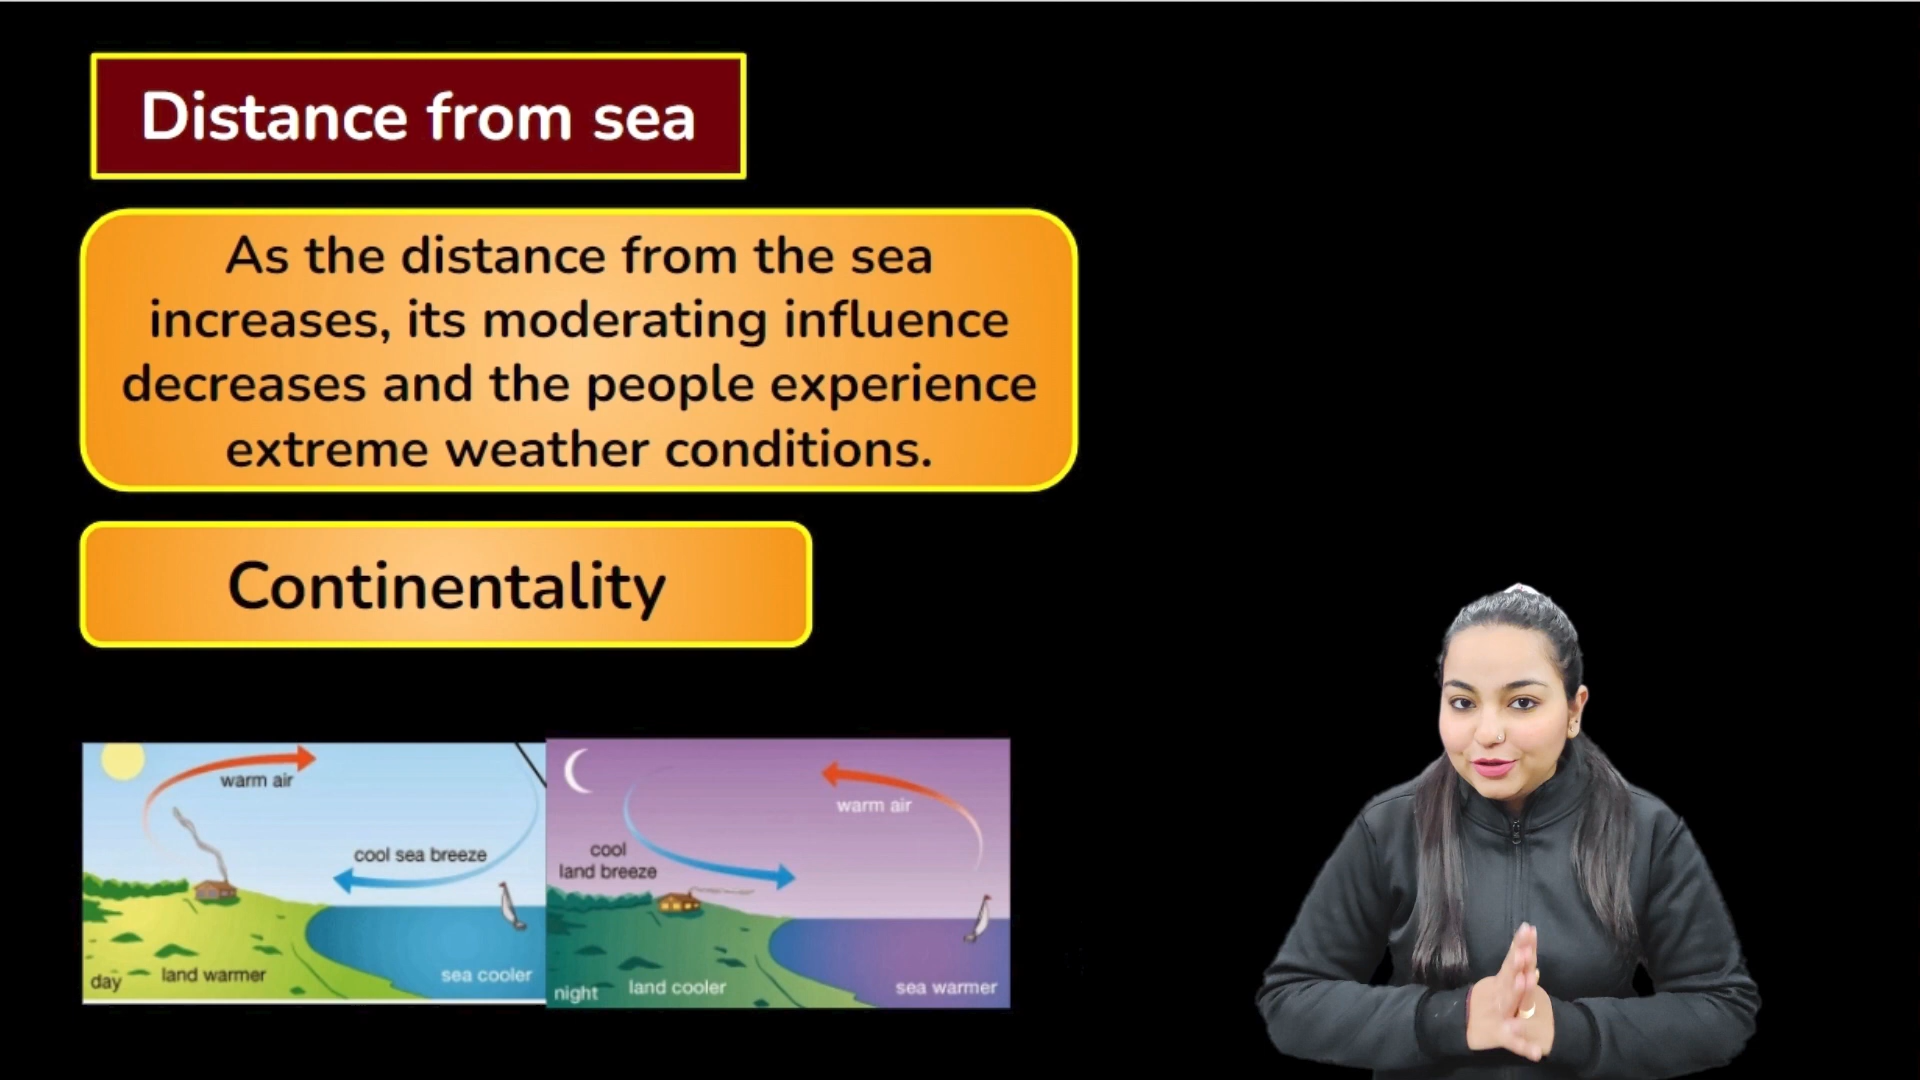 Distance from sea
As the distance from the sea
increases, its moderating influence
decreases and the people experience
extreme weather conditions.
Continentality
warm air
cool sea breeze
day
land warmer
sea cooler
warm air
cool
land breeze
night
land cooler
sea warmer